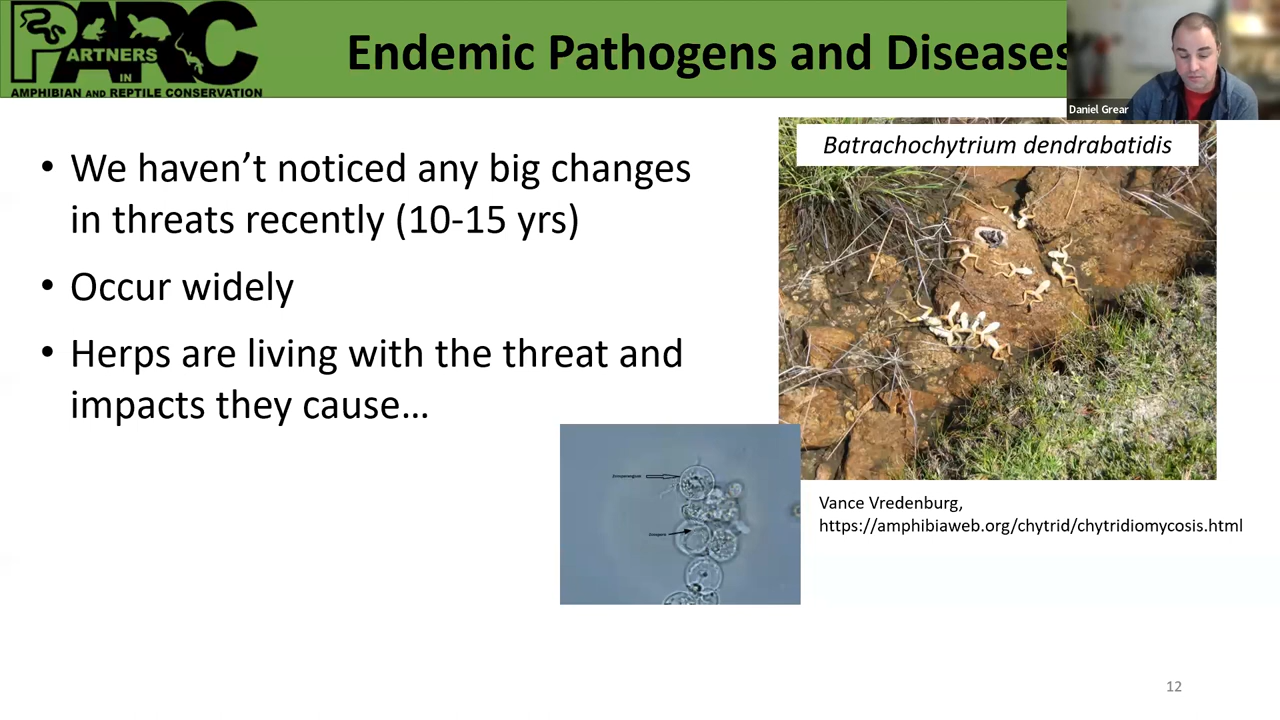 PARC
PARTNERS
IN
AMPHIBIAN AND REPTILE CONSERVATION
Endemic Pathogens and Diseases
Daniel Grear
• We haven’t noticed any big changes
in threats recently (10-15 yrs)
• Occur widely
• Herps are living with the threat and
impacts they cause…
Batrachochytrium dendrabatidis
Vance Vredenburg,
https://amphibiaweb.org/chytrid/chytridiomycosis.html
12